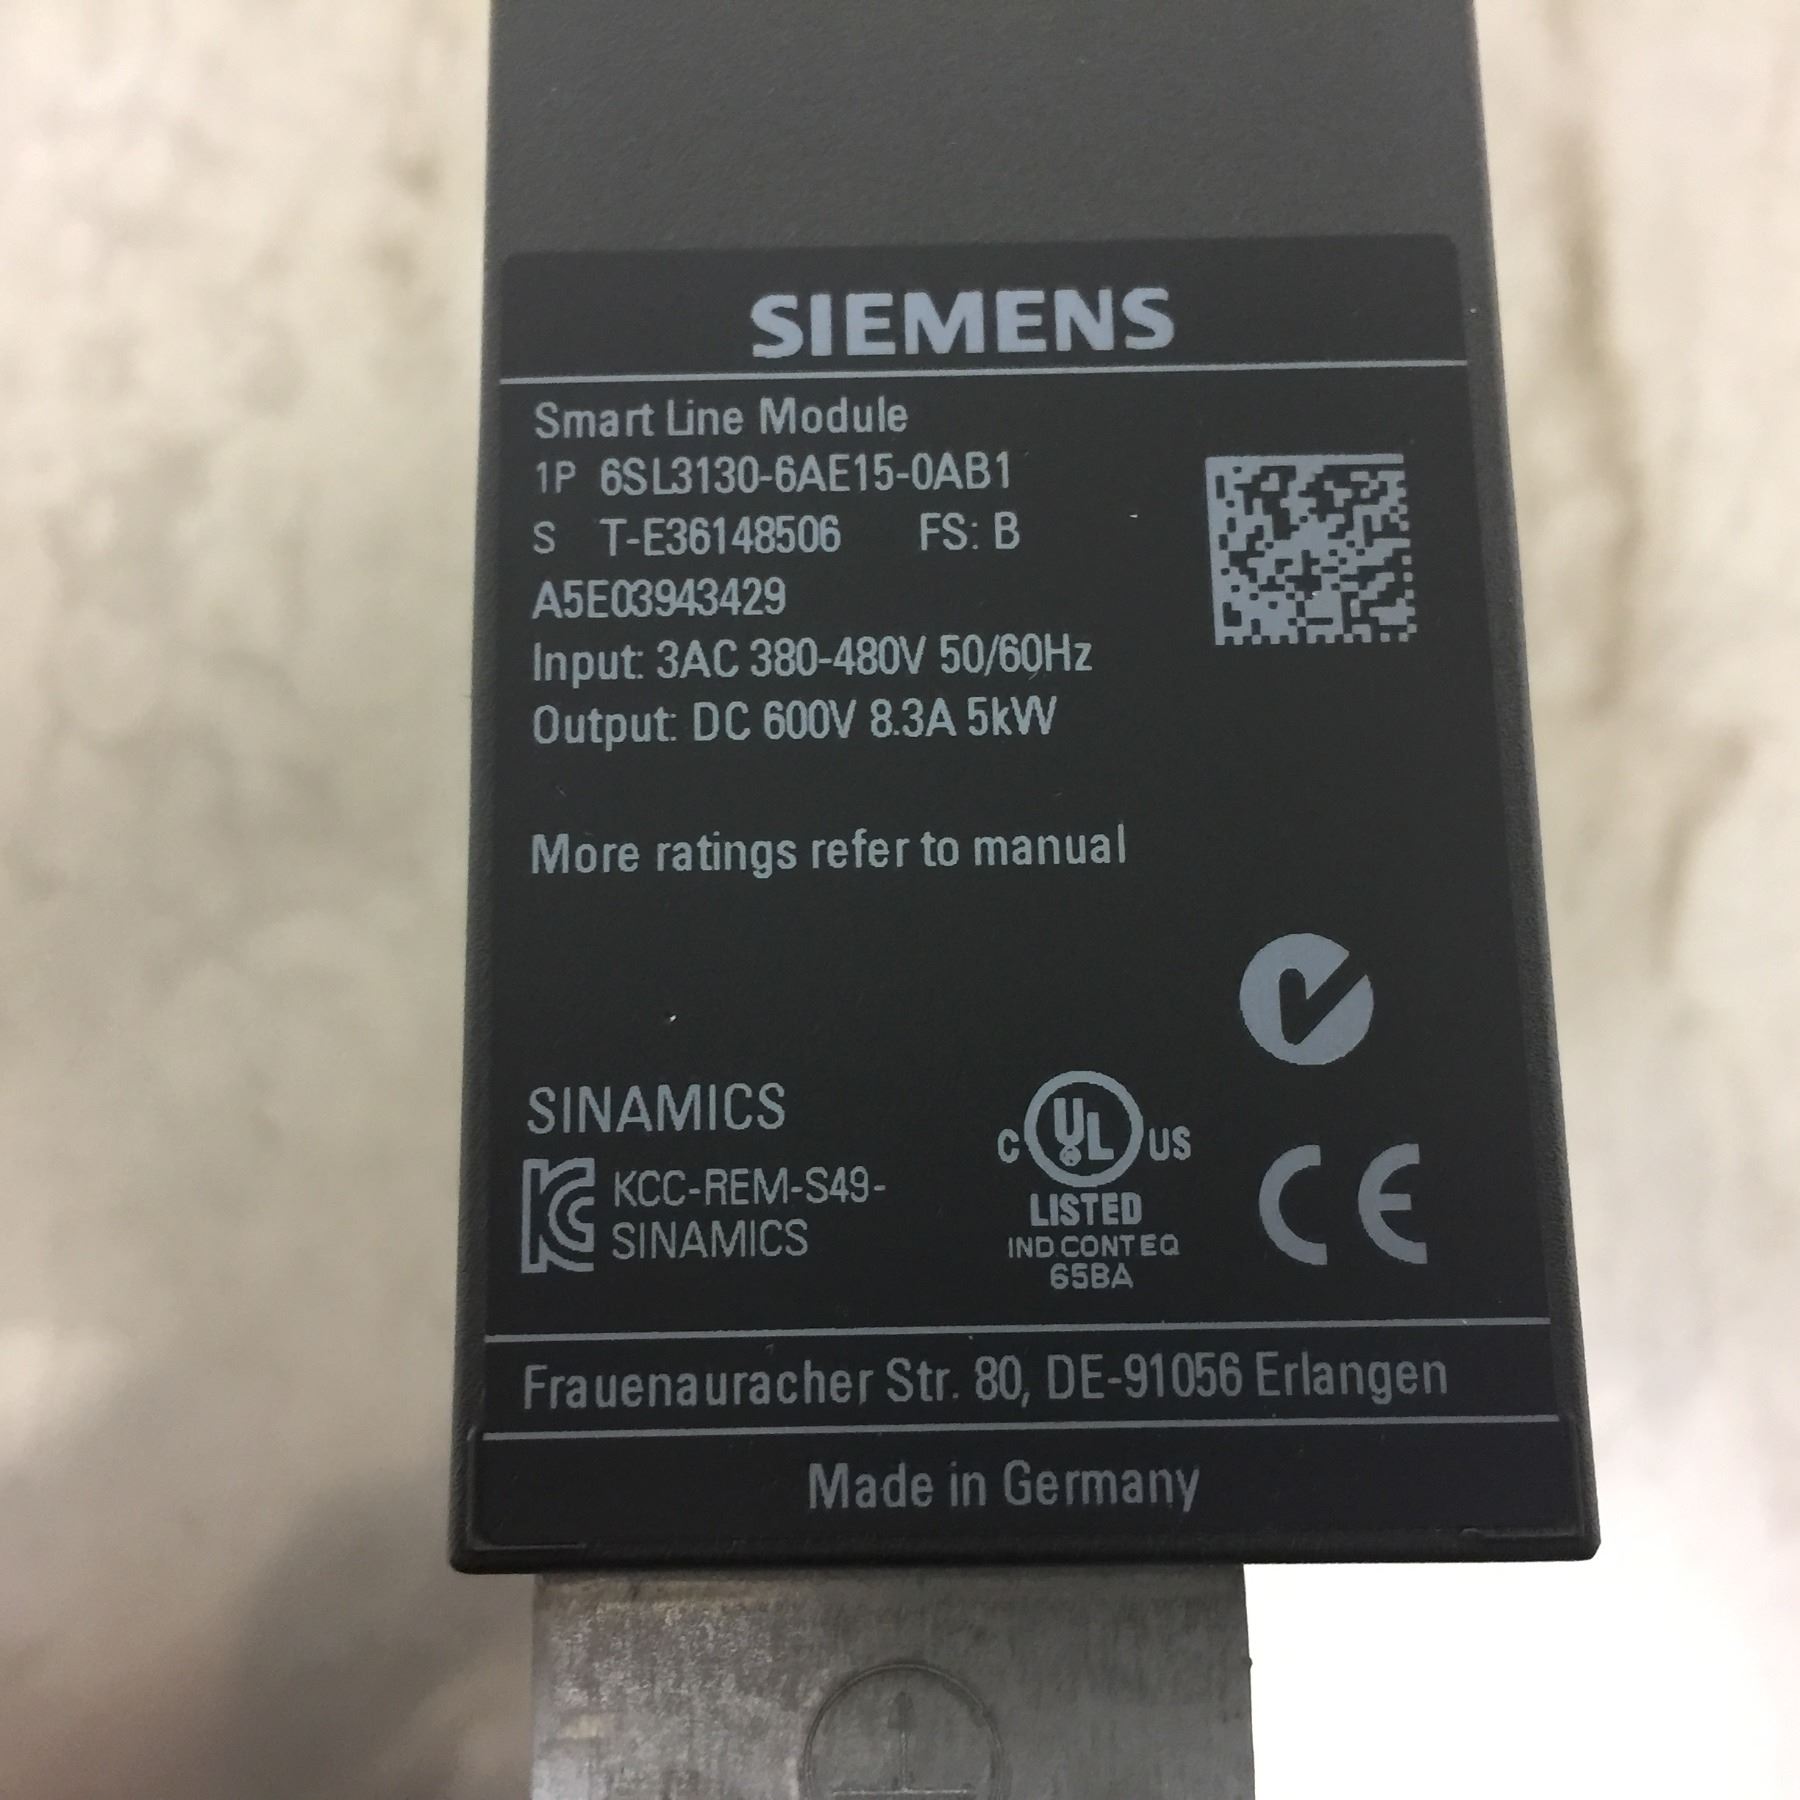 SIEMENS
Smart Line Module
1P 6SL3130-6AE15-0AB1
S T-E36148506 FS: B
A5E03943429
Input: 3AC 380-480V 50/60Hz
Output: DC 600V 8.3A 5kW
More ratings refer to manual
SINAMICS
KCC-REM-S49-
SINAMICS
C UL US
LISTED
IND.CONT.EQ
65BA
CE
Frauenauracher Str. 80, DE-91056 Erlangen
Made in Germany